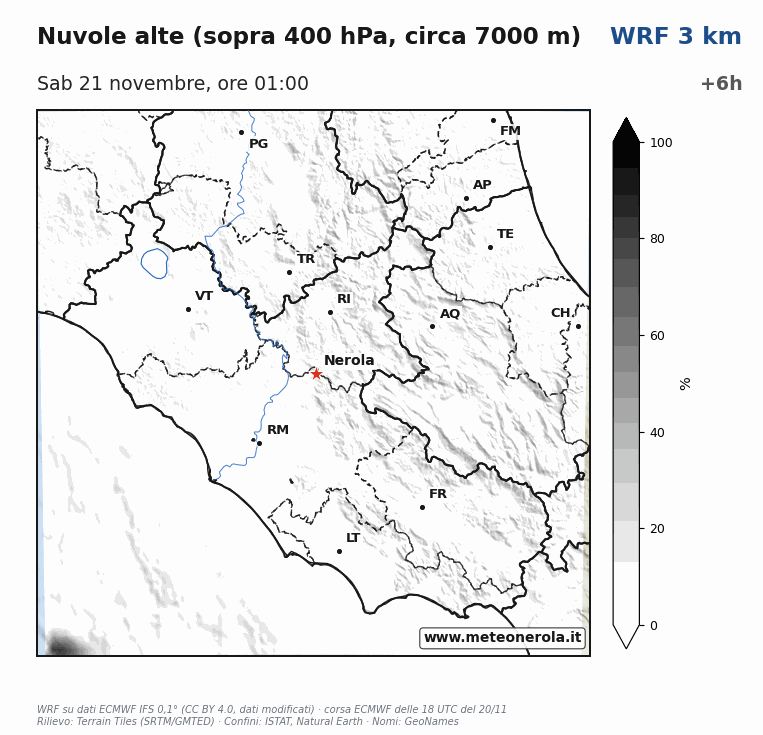 Nuvole alte (sopra 400 hPa, circa 7000 m) WRF 3 km
Sab 21 novembre, ore 01:00 +6h
FM
PG
AP
TE
TR
VT
RI
AQ
CH
Nerola
RM
FR
LT
www.meteonerola.it
100
80
60
40
20
0
%
WRF su dati ECMWF IFS 0,1° (CC BY 4.0, dati modificati) · corsa ECMWF delle 18 UTC del 20/11
Rilievo: Terrain Tiles (SRTM/GMTED) · Confini: ISTAT, Natural Earth · Nomi: GeoNames